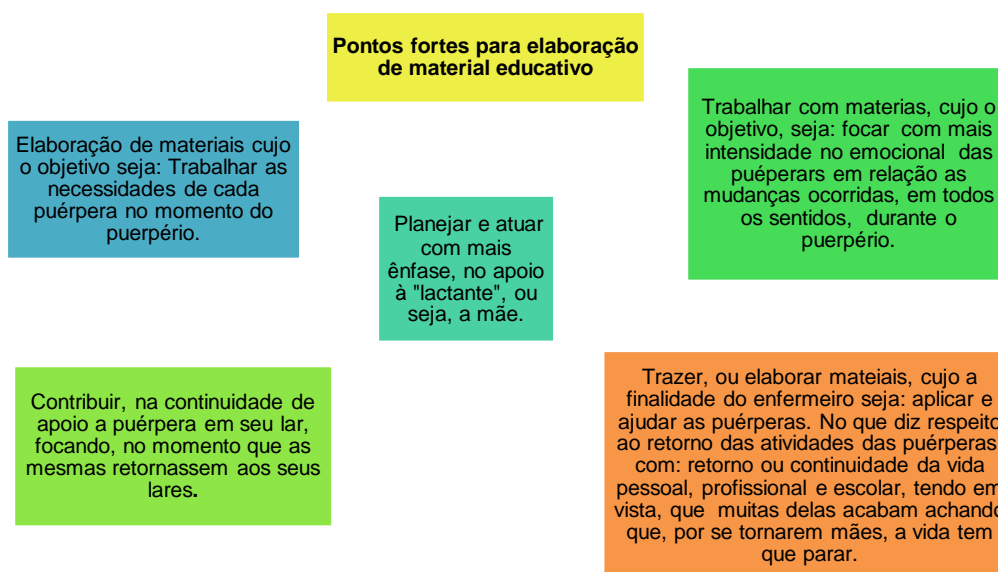 Pontos fortes para elaboração
de material educativo
Elaboração de materiais cujo
o objetivo seja: Trabalhar as
necessidades de cada
puérpera no momento do
puerpério.
Trabalhar com materias, cujo o
objetivo, seja: focar com mais
intensidade no emocional das
puéperars em relação as
mudanças ocorridas, em todos
os sentidos, durante o
puerpério.
Planejar e atuar
com mais
ênfase, no apoio
à "lactante", ou
seja, a mãe.
Contribuir, na continuidade de
apoio a puérpera em seu lar,
focando, no momento que as
mesmas retornassem aos seus
lares.
Trazer, ou elaborar mateiais, cujo a
finalidade do enfermeiro seja: aplicar e
ajudar as puérperas. No que diz respeito
ao retorno das atividades das puérperas
com: retorno ou continuidade da vida
pessoal, profissional e escolar, tendo em
vista, que muitas delas acabam achando
que, por se tornarem mães, a vida tem
que parar.